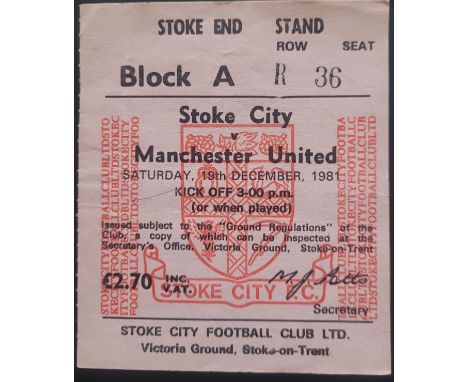 STOKE END STAND
ROW SEAT
Block A R 36
Stoke City
v
Manchester United
SATURDAY, 19th DECEMBER, 1981
KICK OFF 3-00 p.m.
(or when played)
Issued subject to the "Ground Regulations" of the
Club, a copy of which can be inspected at the
Secretary's Office, Victoria Ground, Stoke-on-Trent
£2.70 INC. VAT.
STOKE CITY F.C.
Secretary
STOKE CITY FOOTBALL CLUB LTD.
Victoria Ground, Stoke-on-Trent